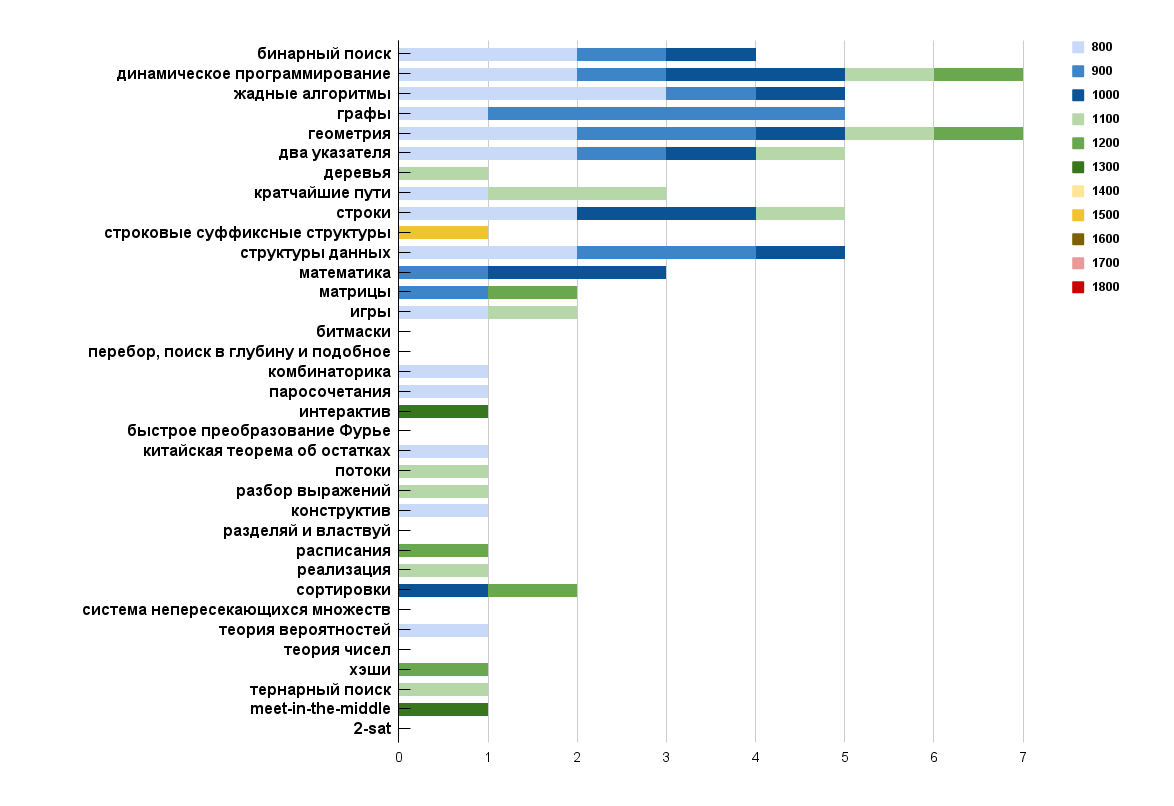 бинарный поиск
динамическое программирование
жадные алгоритмы
графы
геометрия
два указателя
деревья
кратчайшие пути
строки
строковые суффиксные структуры
структуры данных
математика
матрицы
игры
битмаски
перебор, поиск в глубину и подобное
комбинаторика
паросочетания
интерактив
быстрое преобразование Фурье
китайская теорема об остатках
потоки
разбор выражений
конструктив
разделяй и властвуй
расписания
реализация
сортировки
система непересекающихся множеств
теория вероятностей
теория чисел
хэши
тернарный поиск
meet-in-the-middle
2-sat
0 1 2 3 4 5 6 7
800
900
1000
1100
1200
1300
1400
1500
1600
1700
1800